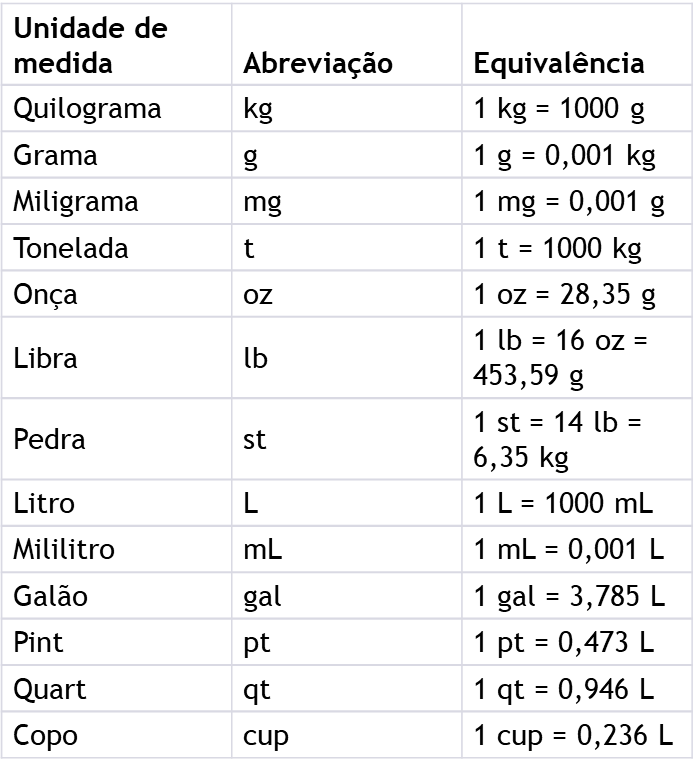 Unidade de
medida
Abreviação
Equivalência
Quilograma
kg
1 kg = 1000 g
Grama
g
1 g = 0,001 kg
Miligrama
mg
1 mg = 0,001 g
Tonelada
t
1 t = 1000 kg
Onça
oz
1 oz = 28,35 g
Libra
lb
1 lb = 16 oz =
453,59 g
Pedra
st
1 st = 14 lb =
6,35 kg
Litro
L
1 L = 1000 mL
Mililitro
mL
1 mL = 0,001 L
Galão
gal
1 gal = 3,785 L
Pint
pt
1 pt = 0,473 L
Quart
qt
1 qt = 0,946 L
Copo
cup
1 cup = 0,236 L